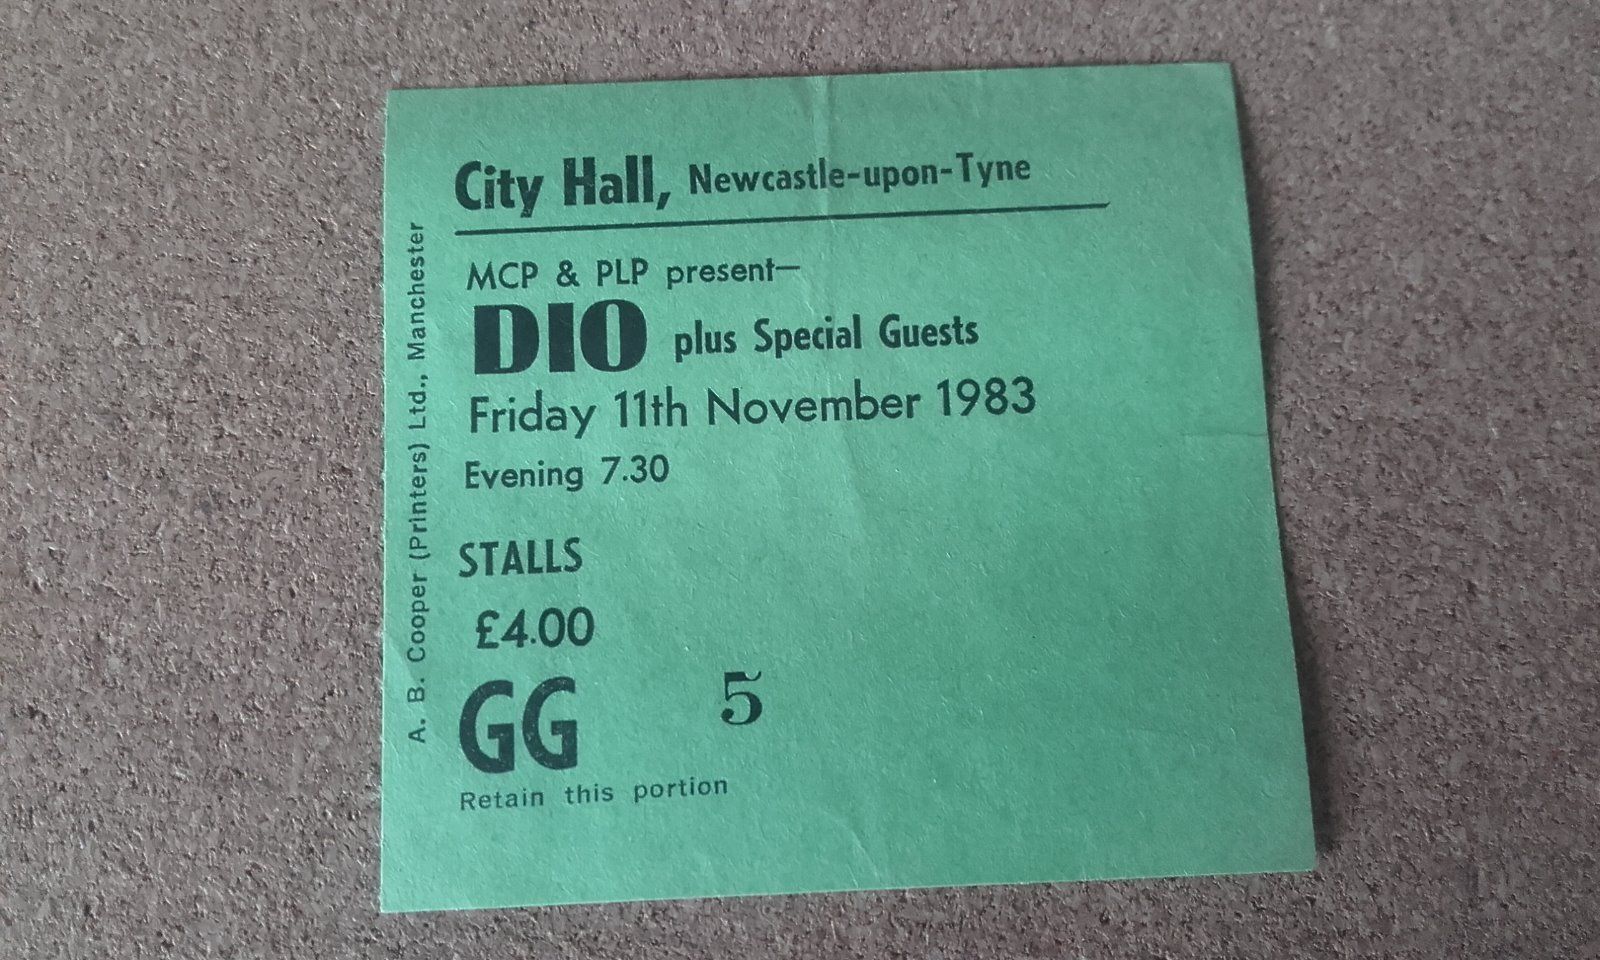 City Hall, Newcastle-upon-Tyne
MCP & PLP present—
DIO plus Special Guests
Friday 11th November 1983
Evening 7.30
STALLS
£4.00
GG 5
Retain this portion
A. B. Cooper (Printers) Ltd., Manchester